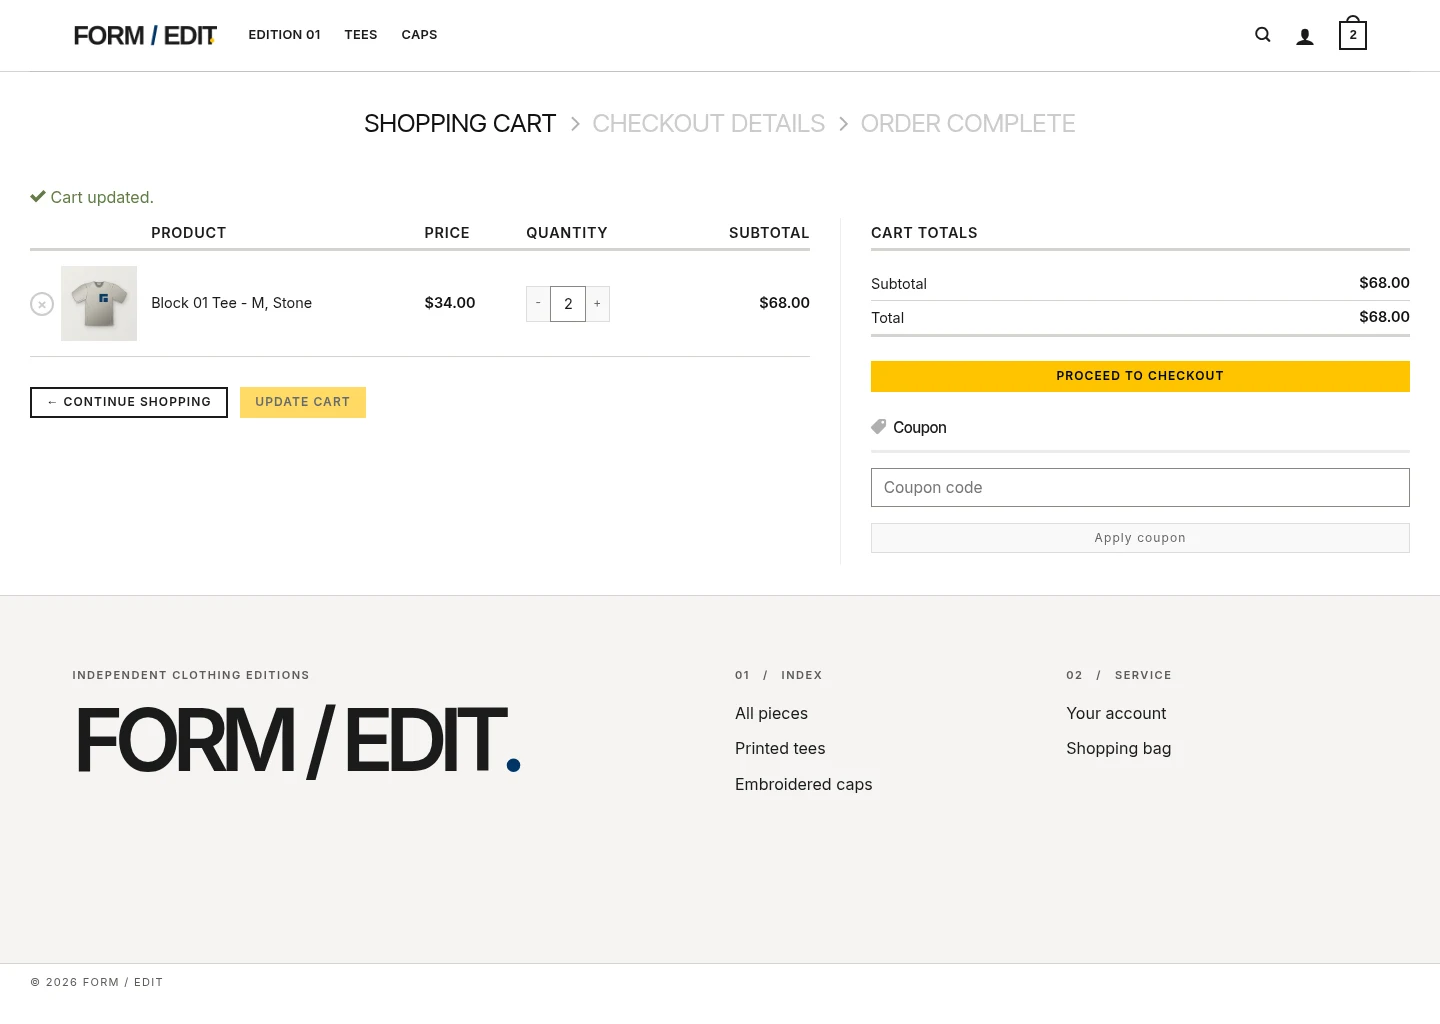 FORM / EDIT.
EDITION 01
TEES
CAPS
2
SHOPPING CART
CHECKOUT DETAILS
ORDER COMPLETE
Cart updated.
PRODUCT PRICE QUANTITY SUBTOTAL
× Block 01 Tee - M, Stone $34.00 - 2 + $68.00
← CONTINUE SHOPPING
UPDATE CART
CART TOTALS
Subtotal $68.00
Total $68.00
PROCEED TO CHECKOUT
Coupon
Coupon code
Apply coupon
INDEPENDENT CLOTHING EDITIONS
FORM / EDIT.
01 / INDEX
All pieces
Printed tees
Embroidered caps
02 / SERVICE
Your account
Shopping bag
© 2026 FORM / EDIT